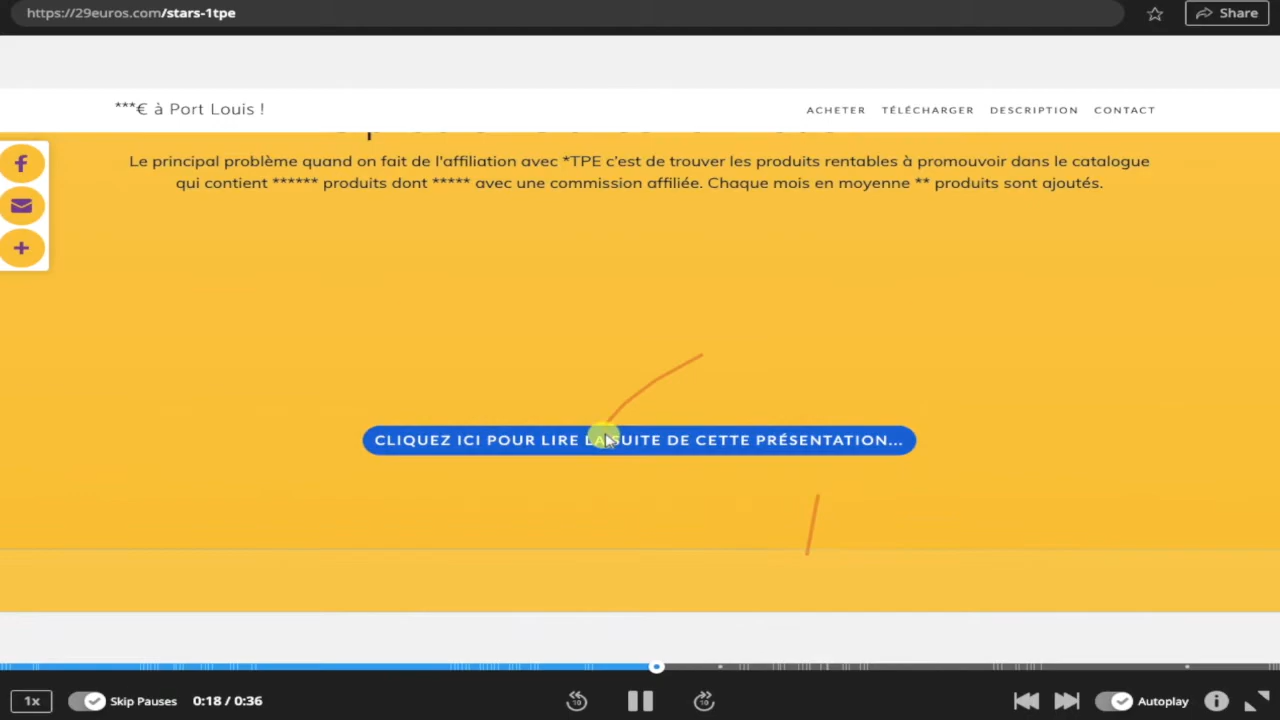 https://29euros.com/stars-1tpe
Share
***€ à Port Louis !
ACHETER TÉLÉCHARGER DESCRIPTION CONTACT
Le principal problème quand on fait de l'affiliation avec *TPE c'est de trouver les produits rentables à promouvoir dans le catalogue
qui contient ****** produits dont ***** avec une commission affiliée. Chaque mois en moyenne ** produits sont ajoutés.
CLIQUEZ ICI POUR LIRE LA SUITE DE CETTE PRÉSENTATION...
1x Skip Pauses 0:18 / 0:36 10 10 Autoplay